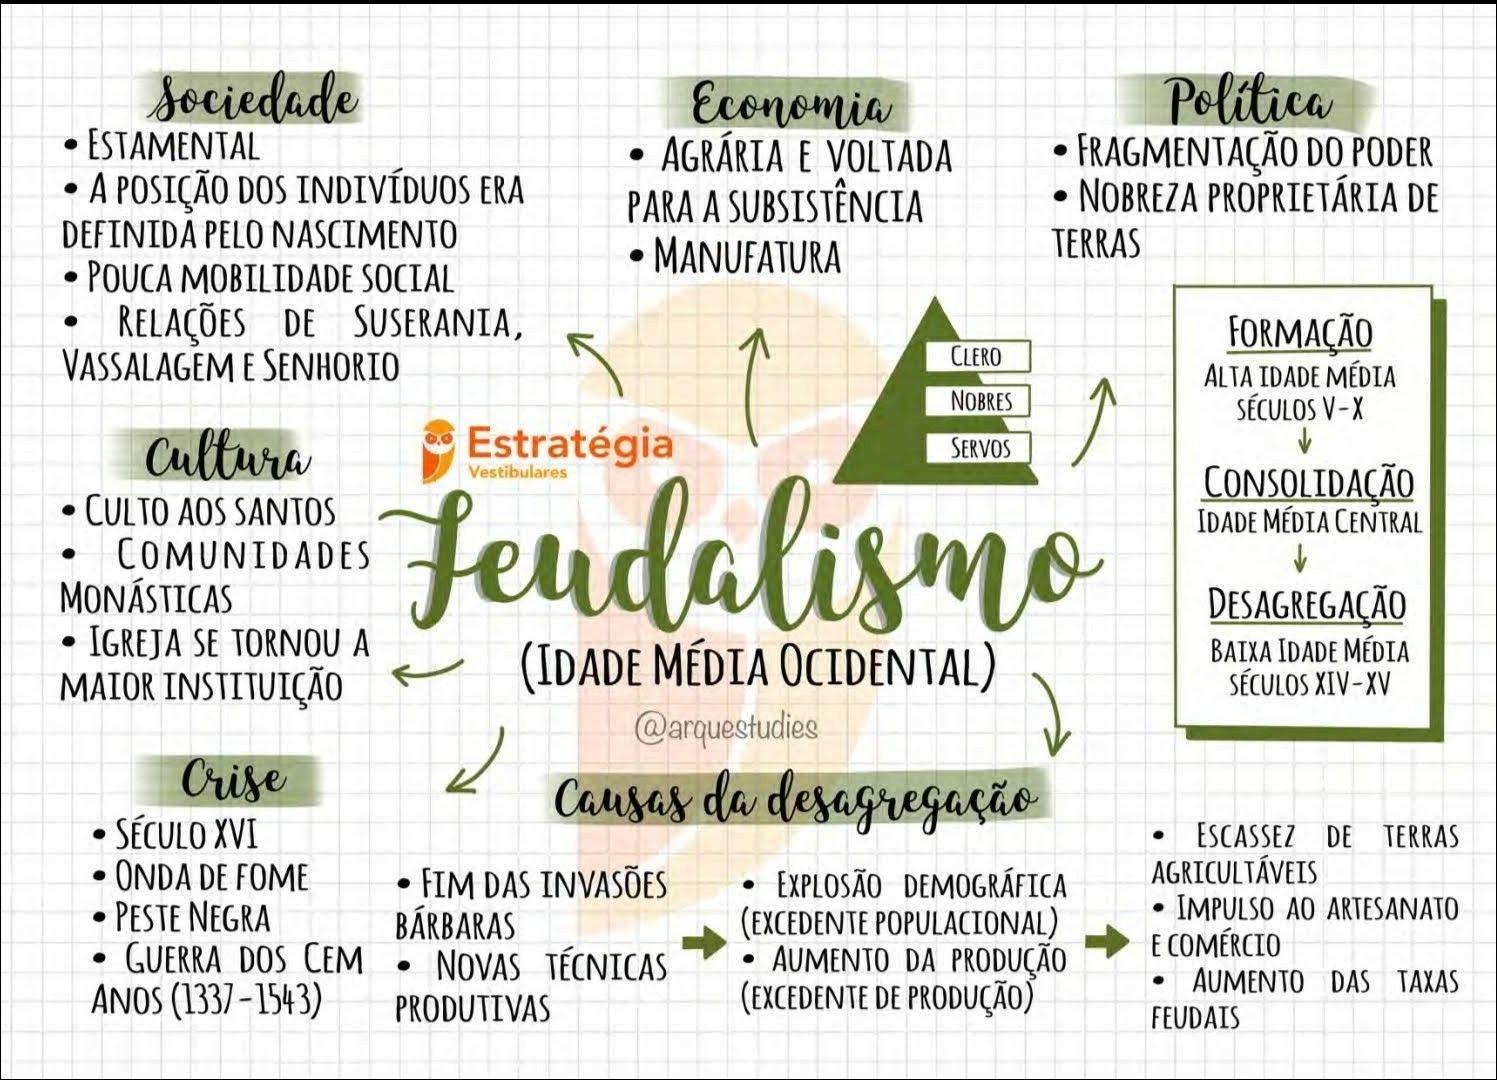 Sociedade
• Estamental
• A posição dos indivíduos era
definida pelo nascimento
• Pouca mobilidade social
• Relações de Suserania,
Vassalagem e Senhorio
Economia
• Agrária e voltada
para a subsistência
• Manufatura
Política
• Fragmentação do poder
• Nobreza proprietária de
terras
Clero
Nobres
Servos
Formação
Alta idade média
séculos V-X
Consolidação
Idade Média Central
Desagregação
Baixa Idade Média
séculos XIV-XV
Cultura
• Culto aos santos
• Comunidades
Monásticas
• Igreja se tornou a
maior instituição
Estratégia
Vestibulares
Feudalismo
(Idade Média Ocidental)
@arquestudies
Crise
• Século XVI
• Onda de fome
• Peste Negra
• Guerra dos Cem
Anos (1337-1543)
Causas da desagregação
• Fim das invasões
bárbaras
• Novas técnicas
produtivas
• Explosão demográfica
(excedente populacional)
• Aumento da produção
(excedente de produção)
• Escassez de terras
agricultáveis
• Impulso ao artesanato
e comércio
• Aumento das taxas
feudais